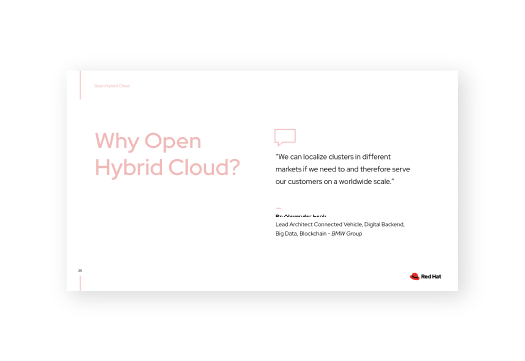 Open Hybrid Cloud
Why Open
Hybrid Cloud?
"We can localize clusters in different
markets if we need to and therefore serve
our customers on a worldwide scale."
Lead Architect Connected Vehicle, Digital Backend,
Big Data, Blockchain - BMW Group
Red Hat